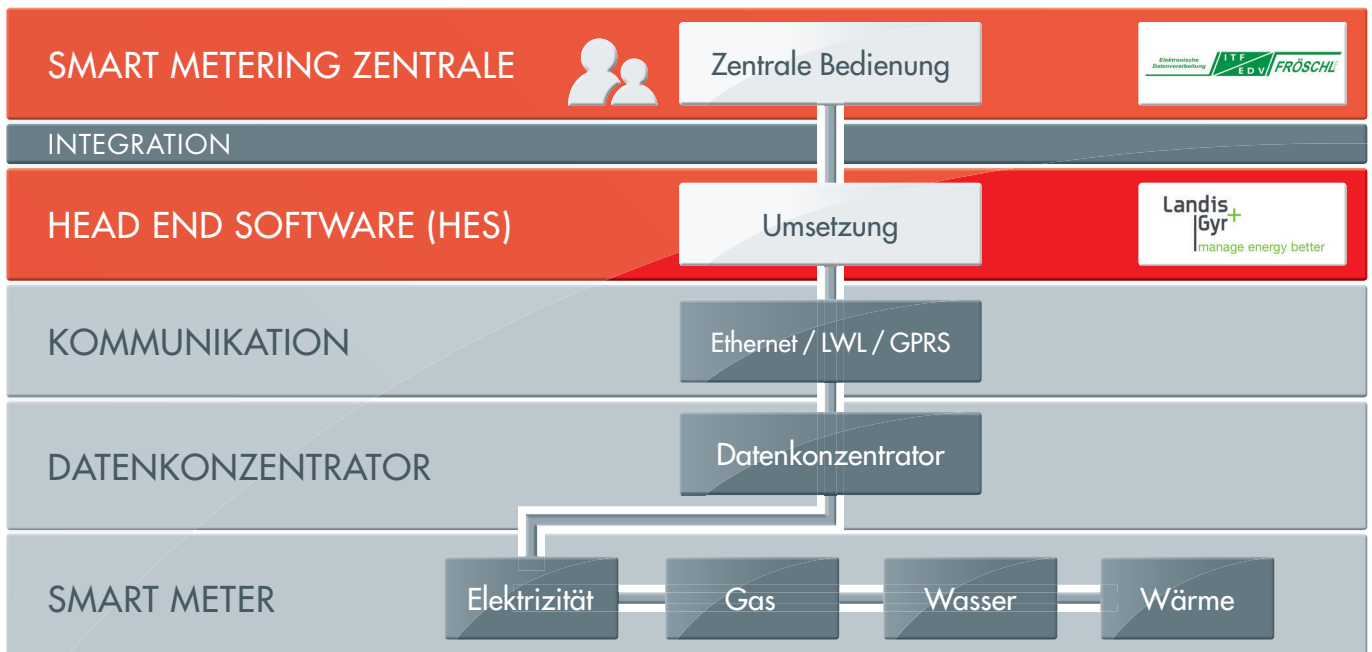 SMART METERING ZENTRALE
Zentrale Bedienung
Elektronische
Datenverarbeitung
ITF
EDV
FRÖSCHL
INTEGRATION
HEAD END SOFTWARE (HES)
Umsetzung
Landis
Gyr+
manage energy better
KOMMUNIKATION
Ethernet / LWL / GPRS
DATENKONZENTRATOR
Datenkonzentrator
SMART METER
Elektrizität
Gas
Wasser
Wärme